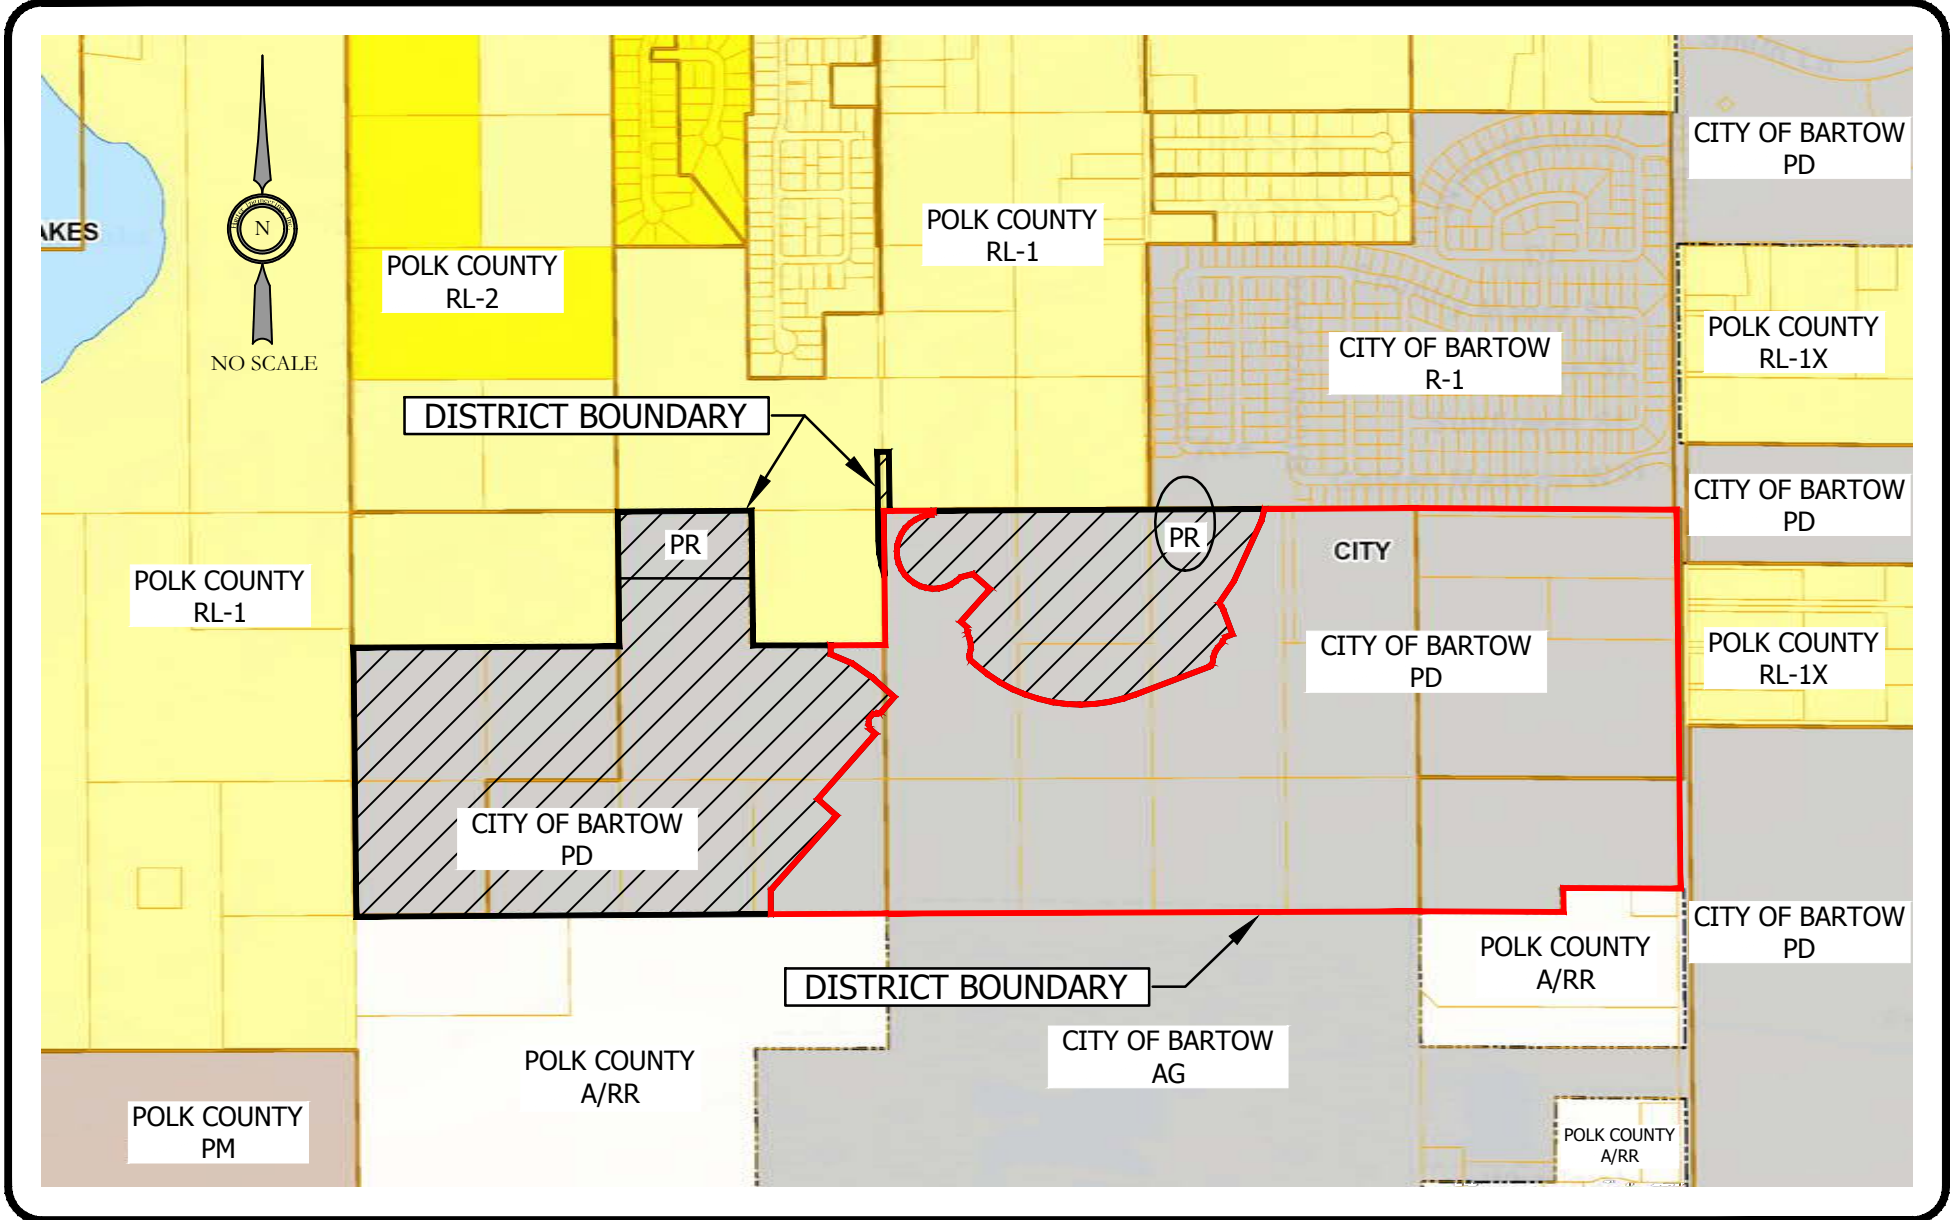 CITY OF BARTOW
PD
AKES
N
NO SCALE
POLK COUNTY
RL-2
POLK COUNTY
RL-1
CITY OF BARTOW
R-1
POLK COUNTY
RL-1X
DISTRICT BOUNDARY
CITY OF BARTOW
PD
PR
PR
CITY
POLK COUNTY
RL-1
CITY OF BARTOW
PD
POLK COUNTY
RL-1X
CITY OF BARTOW
PD
CITY OF BARTOW
PD
POLK COUNTY
A/RR
DISTRICT BOUNDARY
CITY OF BARTOW
AG
POLK COUNTY
A/RR
POLK COUNTY
PM
POLK COUNTY
A/RR